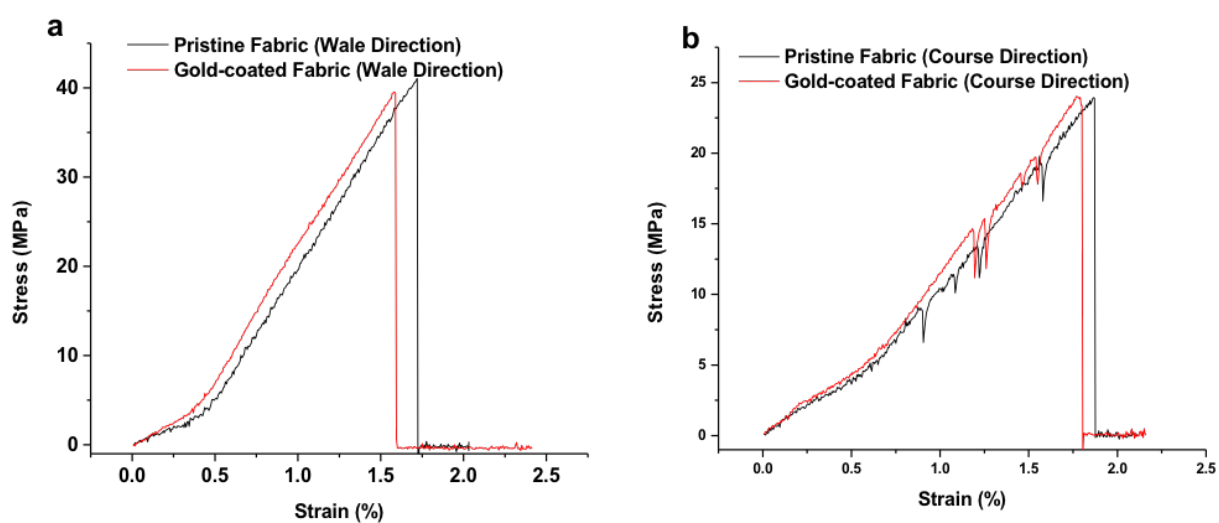 a
Pristine Fabric (Wale Direction)
Gold-coated Fabric (Wale Direction)
40
30
20
10
0
Stress (MPa)
0.0 0.5 1.0 1.5 2.0 2.5
Strain (%)
b
Pristine Fabric (Course Direction)
Gold-coated Fabric (Course Direction)
25
20
15
10
5
0
Stress (MPa)
0.0 0.5 1.0 1.5 2.0 2.5
Strain (%)